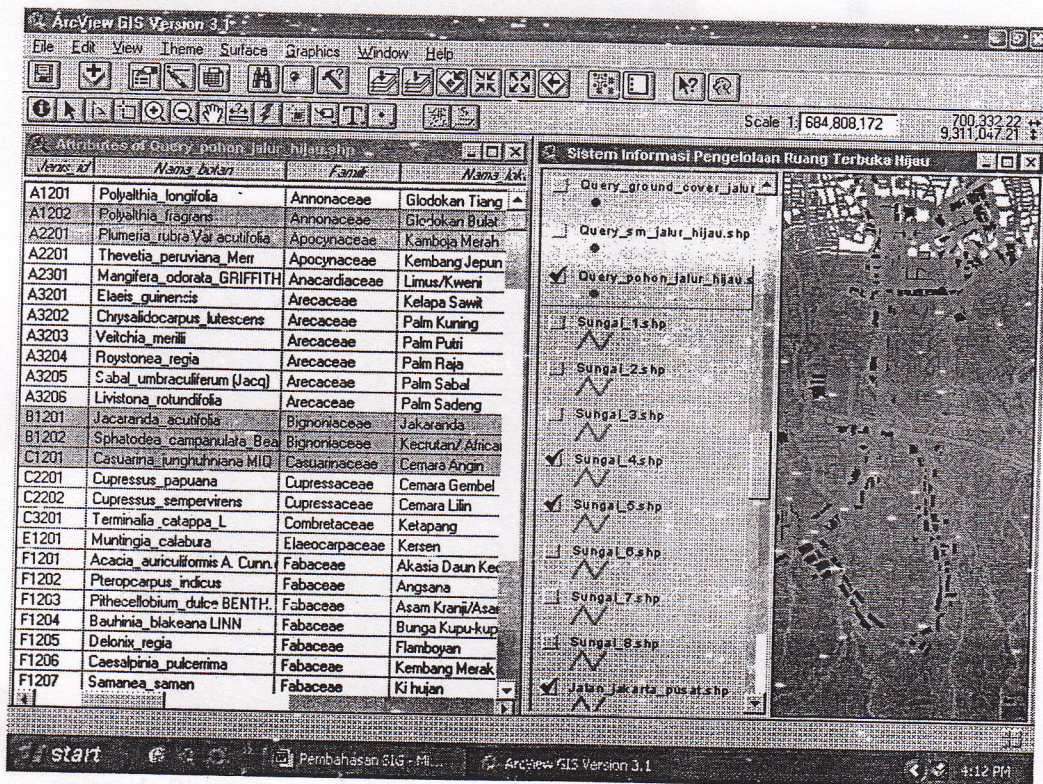 ArcView GIS Version 3.1
File Edit View Theme Surface Graphics Window Help
Scale 1: 684,808,172
700,332.22
9,311,047.21
Attributes of Query_pohon_jalur_hijau.shp
Jenis_id Nama_botan Famili Nama_lok
A1201 Polyalthia_longifolia Annonaceae Glodokan Tiang
A1202 Polyalthia_fragrans Annonaceae Glodokan Bulat
A2201 Plumeria_rubra Var acutifolia Apocynaceae Kamboja Merah
A2201 Thevetia_peruviana_Merr Apocynaceae Kembang Jepun
A2301 Mangifera_odorata_GRIFFITH Anacardiaceae Limus/Kweni
A3201 Elaeis_guinensis Arecaceae Kelapa Sawit
A3202 Chrysalidocarpus_lutescens Arecaceae Palm Kuning
A3203 Veitchia_merilli Arecaceae Palm Putri
A3204 Roystonea_regia Arecaceae Palm Raja
A3205 Sabal_umbraculiferum (Jacq) Arecaceae Palm Sabal
A3206 Livistona_rotundifolia Arecaceae Palm Sadeng
B1201 Jacaranda_acutifolia Bignoniaceae Jakaranda
B1202 Sphatodea_campanulata_Bea Bignoniaceae Kecrutan/ Africa
C1201 Casuarina_junghuhniana MIQ Casuarinaceae Cemara Angin
C2201 Cupressus_papuana Cupressaceae Cemara Gembel
C2202 Cupressus_sempervirens Cupressaceae Cemara Lilin
C3201 Terminalia_catappa_L Combretaceae Ketapang
E1201 Muntingia_calabura Elaeocarpaceae Kersen
F1201 Acacia_auriculiformis A. Cunn. Fabaceae Akasia Daun Kec
F1202 Pteropcarpus_indicus Fabaceae Angsana
F1203 Pithecellobium_dulce BENTH. Fabaceae Asam Kranji/Asar
F1204 Bauhinia_blakeana LINN Fabaceae Bunga Kupu-kup
F1205 Delonix_regia Fabaceae Flamboyan
F1206 Caesalpinia_pulcerrima Fabaceae Kembang Merak
F1207 Samanea_saman Fabaceae Ki hujan
Sistem Informasi Pengelolaan Ruang Terbuka Hijau
Query_ground_cover_jalur
Query_sm_jalur_hijau.shp
Query_pohon_jalur_hijau.s
Sungai_1.shp
Sungai_2.shp
Sungai_3.shp
Sungai_4.shp
Sungai_5.shp
Sungai_6.shp
Sungai_7.shp
Sungai_8.shp
Jalan_jakarta_pusat.shp
start
Pembahasan SIG - Mi...
ArcView GIS Version 3.1
4:12 PM